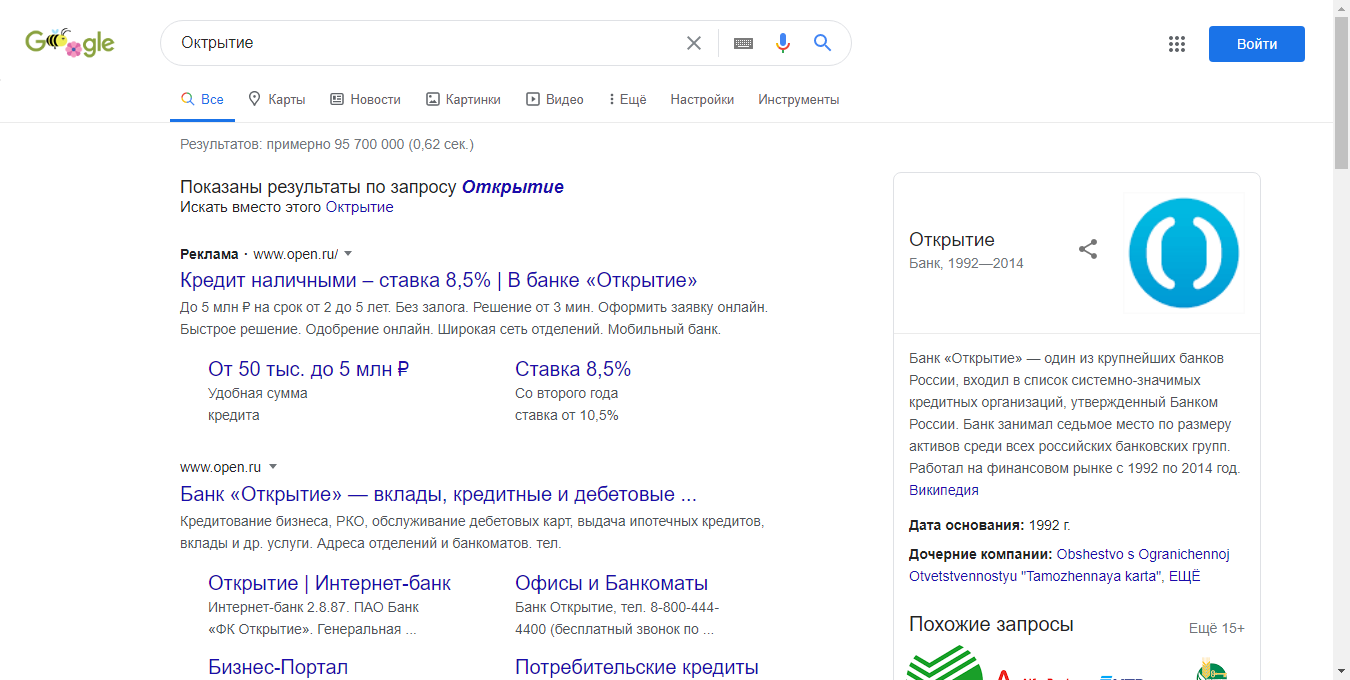 Google
Октрытие
Войти
Все Карты Новости Картинки Видео Ещё Настройки Инструменты
Результатов: примерно 95 700 000 (0,62 сек.)
Показаны результаты по запросу Открытие
Искать вместо этого Октрытие
Реклама · www.open.ru/
Кредит наличными – ставка 8,5% | В банке «Открытие»
До 5 млн ₽ на срок от 2 до 5 лет. Без залога. Решение от 3 мин. Оформить заявку онлайн.
Быстрое решение. Одобрение онлайн. Широкая сеть отделений. Мобильный банк.
От 50 тыс. до 5 млн ₽
Удобная сумма
кредита
Ставка 8,5%
Со второго года
ставка от 10,5%
www.open.ru
Банк «Открытие» — вклады, кредитные и дебетовые ...
Кредитование бизнеса, РКО, обслуживание дебетовых карт, выдача ипотечных кредитов,
вклады и др. услуги. Адреса отделений и банкоматов. тел.
Открытие | Интернет-банк
Интернет-банк 2.8.87. ПАО Банк
«ФК Открытие». Генеральная ...
Офисы и Банкоматы
Банк Открытие, тел. 8-800-444-
4400 (бесплатный звонок по ...
Бизнес-Портал
Потребительские кредиты
Открытие
Банк, 1992—2014
Банк «Открытие» — один из крупнейших банков
России, входил в список системно-значимых
кредитных организаций, утвержденный Банком
России. Банк занимал седьмое место по размеру
активов среди всех российских банковских групп.
Работал на финансовом рынке с 1992 по 2014 год.
Википедия
Дата основания: 1992 г.
Дочерние компании: Obshestvo s Ogranichennoj
Otvetstvennostyu "Tamozhennaya karta", ЕЩЁ
Похожие запросы
Ещё 15+